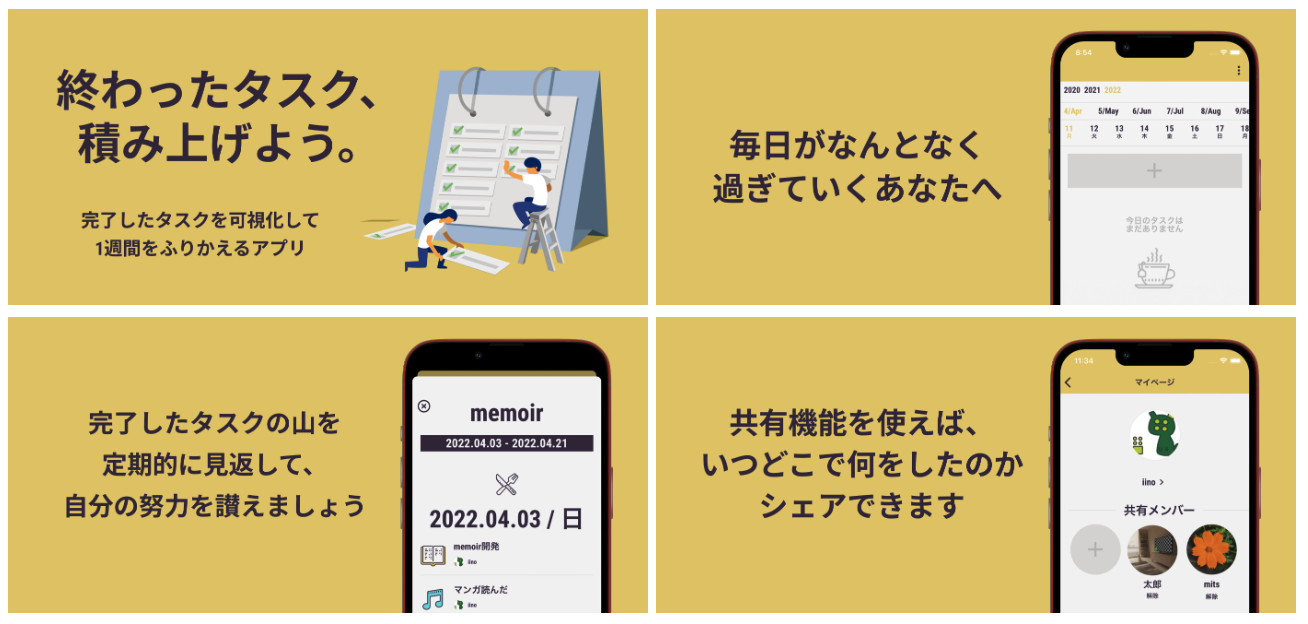 終わったタスク、
積み上げよう。
完了したタスクを可視化して
1週間をふりかえるアプリ
毎日がなんとなく
過ぎていくあなたへ
8:54
2020 2021 2022
4/Apr 5/May 6/Jun 7/Jul 8/Aug 9/Se
11 12 13 14 15 16 17 18
月 火 水 木 金 土 日 月
今日のタスクは
まだありません
完了したタスクの山を
定期的に見返して、
自分の努力を讃えましょう
memoir
2022.04.03 - 2022.04.21
2022.04.03 / 日
memoir開発
iino
マンガ読んだ
iino
共有機能を使えば、
いつどこで何をしたのか
シェアできます
11:34
マイページ
iino >
共有メンバー
太郎 mits
解除 解除